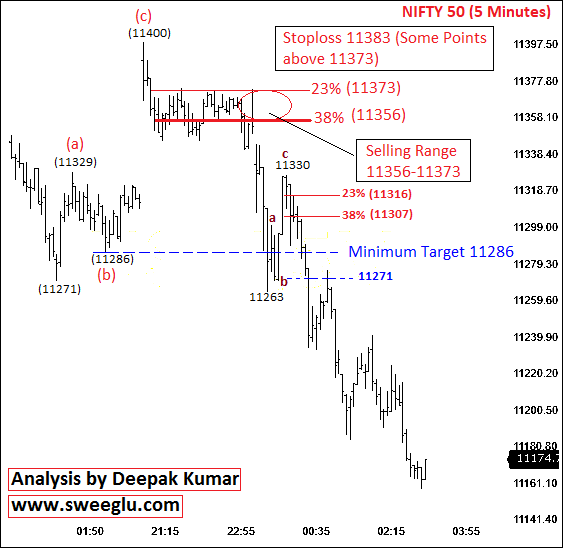 NIFTY 50 (5 Minutes)
(c)
(11400)
Stoploss 11383 (Some Points
above 11373)
11397.50
11377.80
23% (11373)
38% (11356)
11358.10
Selling Range
11356-11373
(a)
(11329)
c
11330
11338.40
11318.70
23% (11316)
38% (11307)
a
11299.00
Minimum Target 11286
(11286)
(b)
11279.30
(11271)
b
11271
11263
11259.60
11239.90
11220.20
11200.50
11180.80
11174.7
11161.10
11141.40
Analysis by Deepak Kumar
www.sweeglu.com
01:50
21:15
22:55
00:35
02:15
03:55